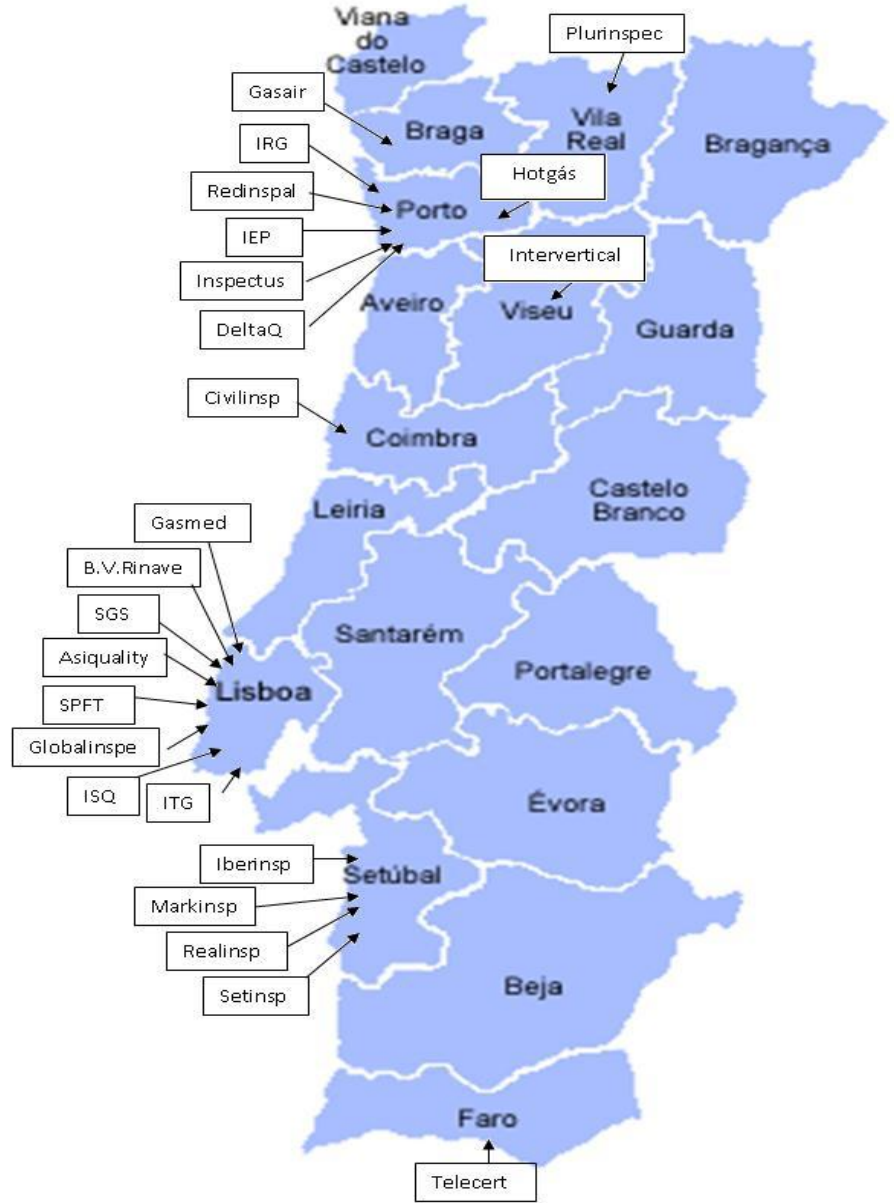 Viana
do
Castelo
Plurinspec
Gasair
Braga
Vila
Real
Bragança
IRG
Hotgás
Redinspal
Porto
IEP
Intervertical
Inspectus
Aveiro
Viseu
DeltaQ
Guarda
Civilinsp
Coimbra
Castelo
Branco
Leiria
Gasmed
B.V.Rinave
SGS
Santarém
Asiquality
Portalegre
Lisboa
SPFT
Globalinspe
ISQ
ITG
Évora
Iberinsp
Setúbal
Markinsp
Realinsp
Setinsp
Beja
Faro
Telecert